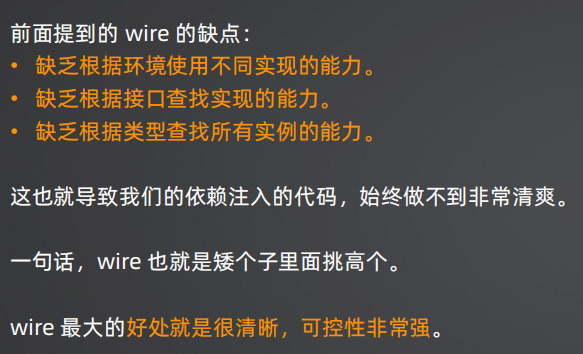 前面提到的 wire 的缺点：
• 缺乏根据环境使用不同实现的能力。
• 缺乏根据接口查找实现的能力。
• 缺乏根据类型查找所有实例的能力。
这也就导致我们的依赖注入的代码，始终做不到非常清爽。
一句话，wire 也就是矮个子里面挑高个。
wire 最大的好处就是很清晰，可控性非常强。